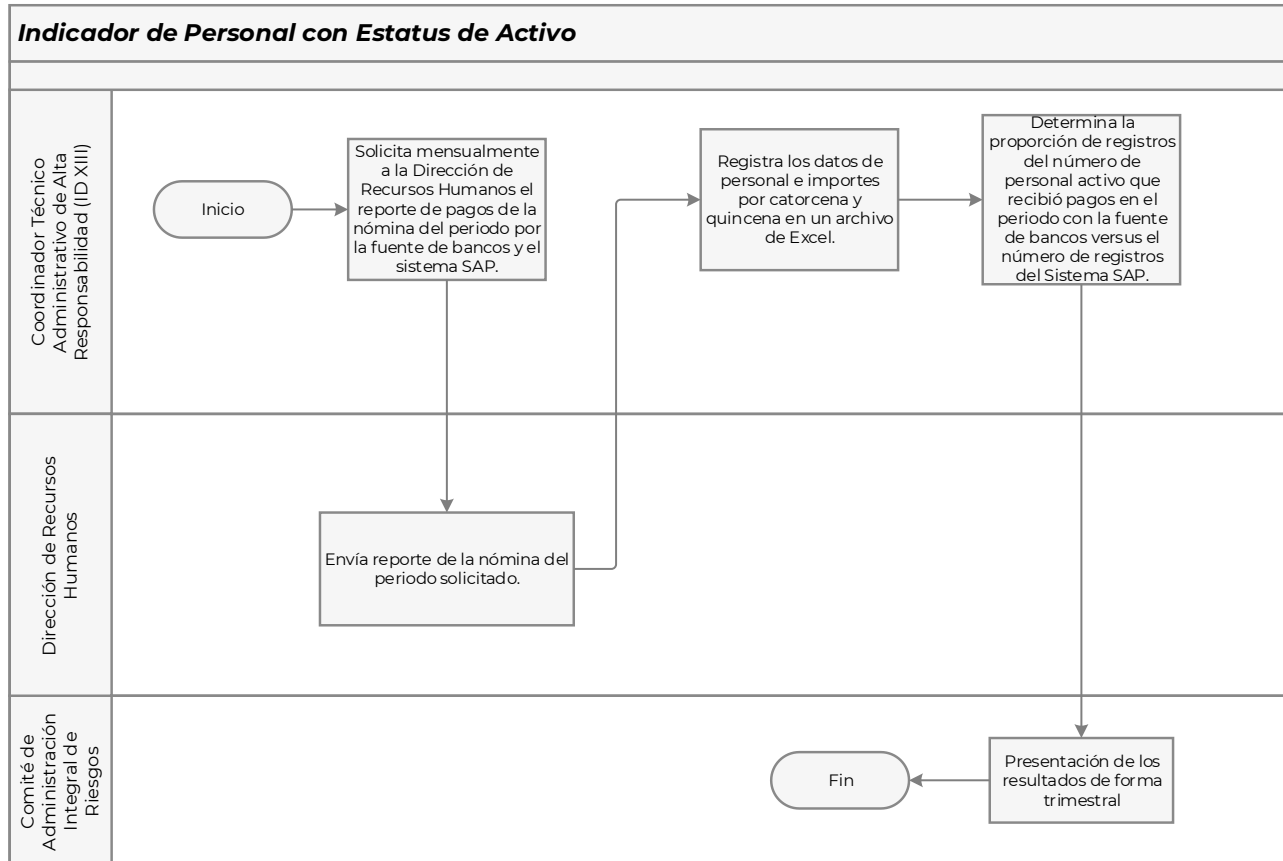 Indicador de Personal con Estatus de Activo
Coordinador Técnico
Administrativo de Alta
Responsabilidad (ID XIII)
Inicio
Solicita mensualmente
a la Dirección de
Recursos Humanos el
reporte de pagos de la
nómina del periodo por
la fuente de bancos y el
sistema SAP.
Registra los datos de
personal e importes
por catorcena y
quincena en un archivo
de Excel.
Determina la
proporción de registros
del número de
personal activo que
recibió pagos en el
periodo con la fuente
de bancos versus el
número de registros
del Sistema SAP.
Dirección de Recursos
Humanos
Envía reporte de la nómina del
periodo solicitado.
Comité de
Administración
Integral de
Riesgos
Fin
Presentación de los
resultados de forma
trimestral